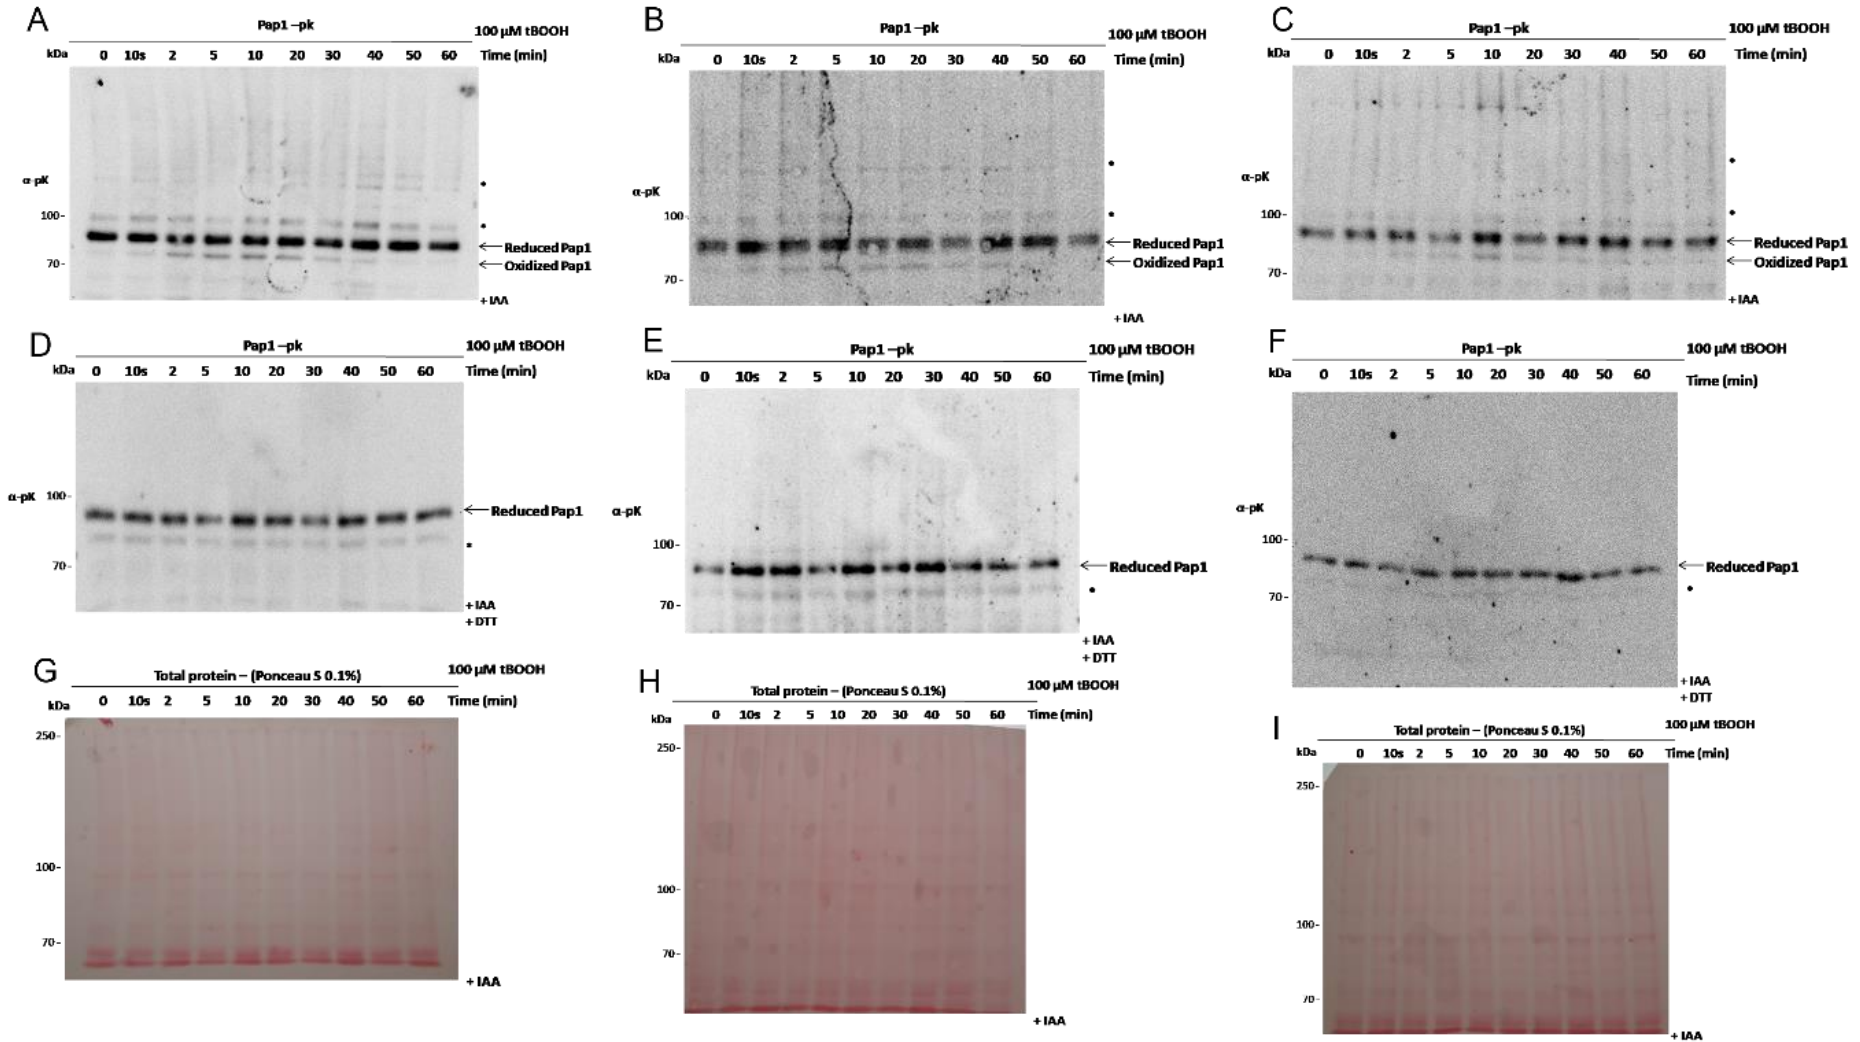 A
Pap1 –pk
100 µM tBOOH
kDa 0 10s 2 5 10 20 30 40 50 60 Time (min)
α-pK
100-
70-
Reduced Pap1
Oxidized Pap1
+ IAA
B
Pap1 –pk
100 µM tBOOH
kDa 0 10s 2 5 10 20 30 40 50 60 Time (min)
α-pK
100-
70-
Reduced Pap1
Oxidized Pap1
+ IAA
C
Pap1 –pk
100 µM tBOOH
kDa 0 10s 2 5 10 20 30 40 50 60 Time (min)
α-pK
100-
70-
Reduced Pap1
Oxidized Pap1
+ IAA
D
Pap1 –pk
100 µM tBOOH
kDa 0 10s 2 5 10 20 30 40 50 60 Time (min)
α-pK 100-
70-
Reduced Pap1
+ IAA
+ DTT
E
Pap1 –pk
100 µM tBOOH
kDa 0 10s 2 5 10 20 30 40 50 60 Time (min)
α-pK
100-
70-
Reduced Pap1
+ IAA
+ DTT
F
Pap1 –pk
100 µM tBOOH
kDa 0 10s 2 5 10 20 30 40 50 60 Time (min)
α-pK
100-
70-
Reduced Pap1
+ IAA
+ DTT
G
Total protein – (Ponceau S 0.1%)
100 µM tBOOH
kDa 0 10s 2 5 10 20 30 40 50 60 Time (min)
250-
100-
70-
+ IAA
H
Total protein – (Ponceau S 0.1%)
100 µM tBOOH
kDa 0 10s 2 5 10 20 30 40 50 60 Time (min)
250-
100-
70-
+ IAA
I
Total protein – (Ponceau S 0.1%)
100 µM tBOOH
kDa 0 10s 2 5 10 20 30 40 50 60 Time (min)
250-
100-
70-
+ IAA